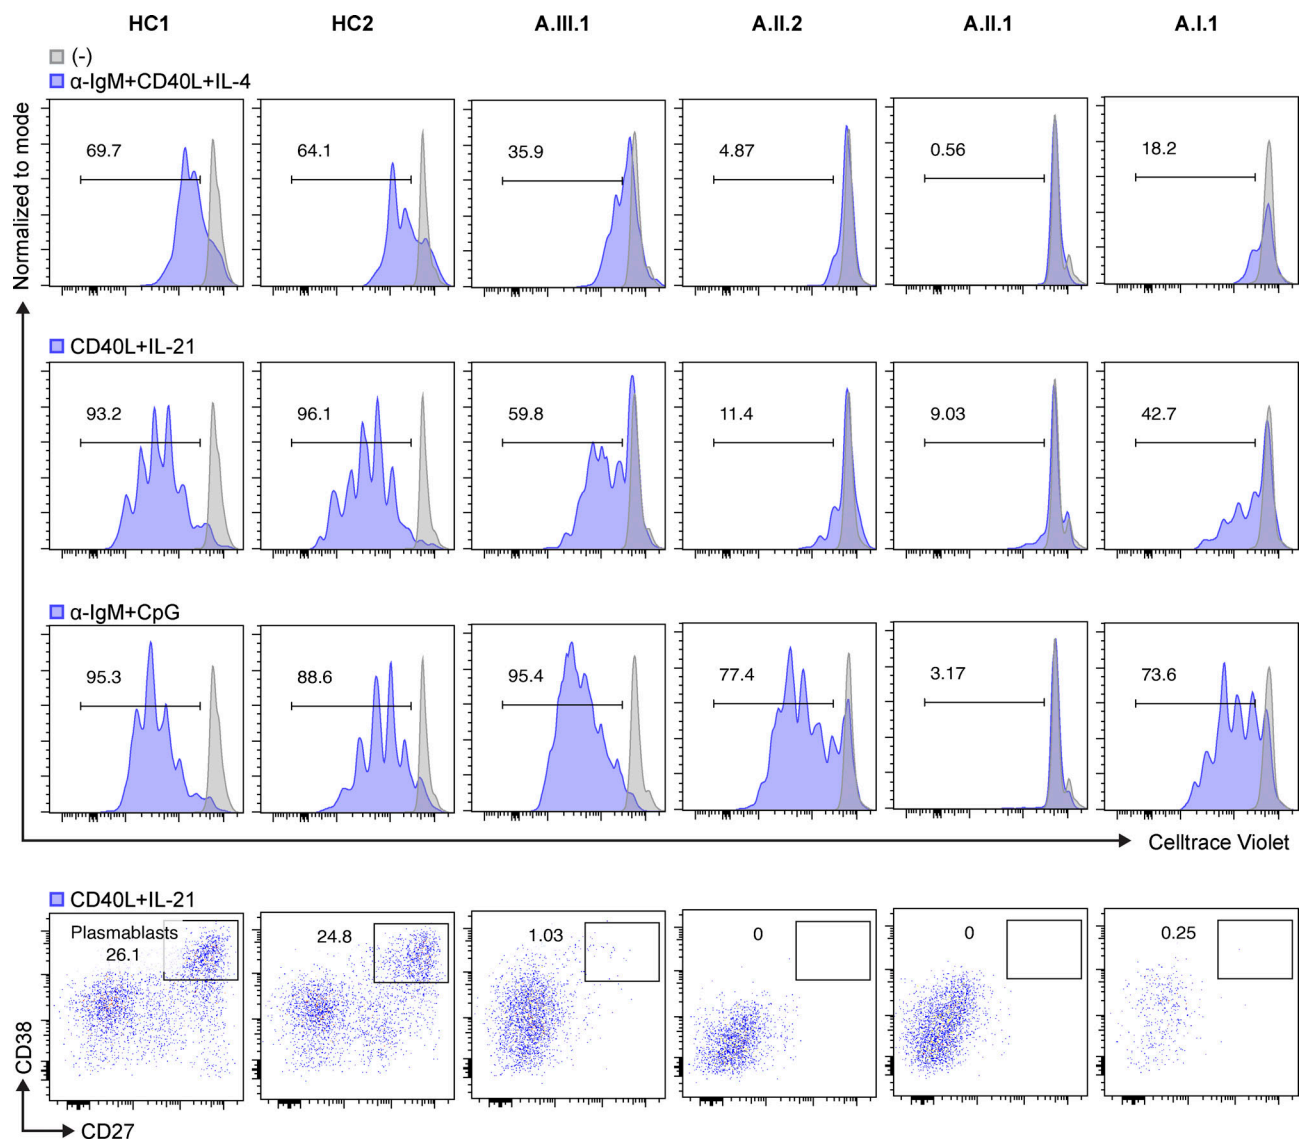 HC1 HC2 A.III.1 A.II.2 A.II.1 A.I.1
(-)
α-IgM+CD40L+IL-4
Normalized to mode
69.7 64.1 35.9 4.87 0.56 18.2
CD40L+IL-21
93.2 96.1 59.8 11.4 9.03 42.7
α-IgM+CpG
95.3 88.6 95.4 77.4 3.17 73.6
Celltrace Violet
CD40L+IL-21
Plasmablasts
26.1 24.8 1.03 0 0 0.25
CD38
CD27